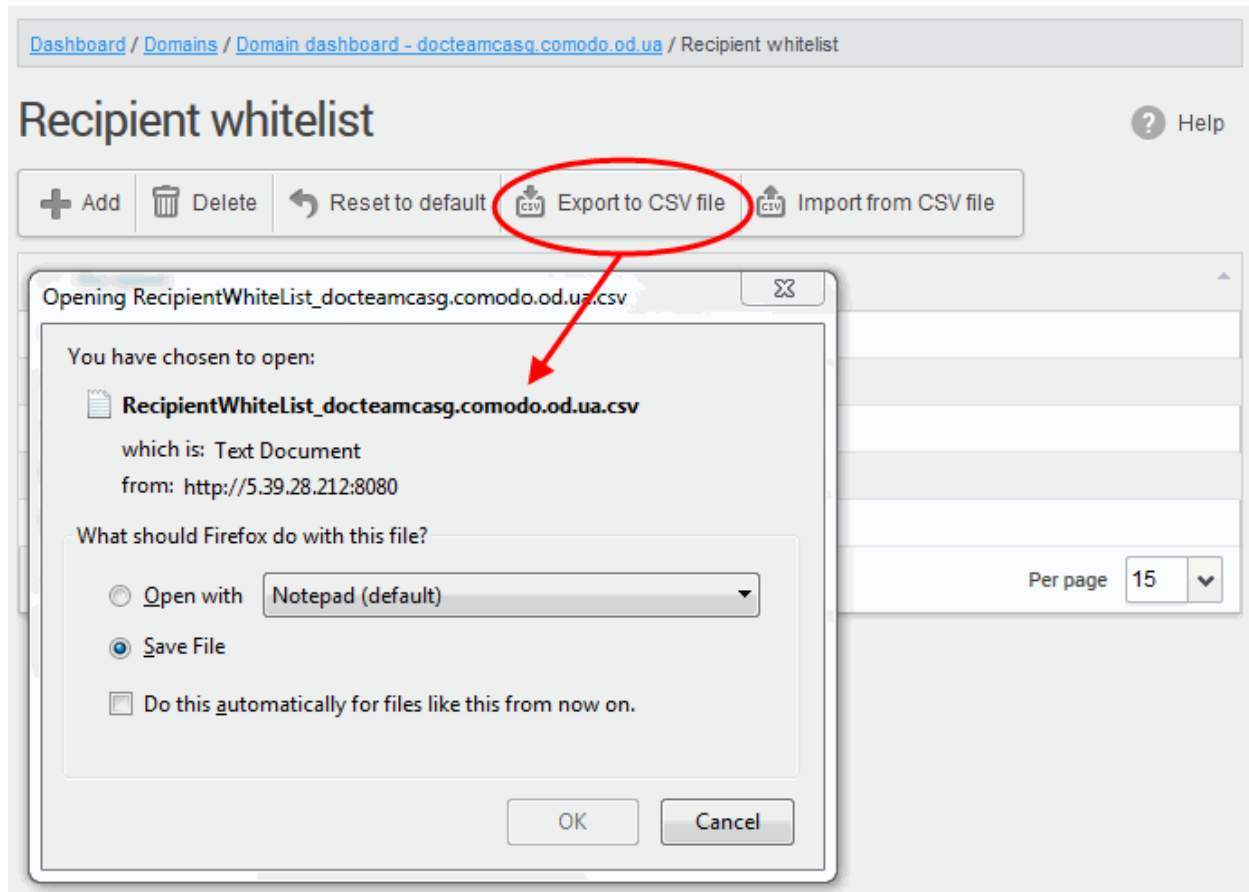 Dashboard / Domains / Domain dashboard - docteamcasg.comodo.od.ua / Recipient whitelist
Recipient whitelist
? Help
Add Delete Reset to default CSV Export to CSV file CSV Import from CSV file
Opening RecipientWhiteList_docteamcasg.comodo.od.ua.csv
You have chosen to open:
RecipientWhiteList_docteamcasg.comodo.od.ua.csv
which is: Text Document
from: http://5.39.28.212:8080
What should Firefox do with this file?
Open with Notepad (default)
Per page 15
Save File
Do this automatically for files like this from now on.
OK Cancel